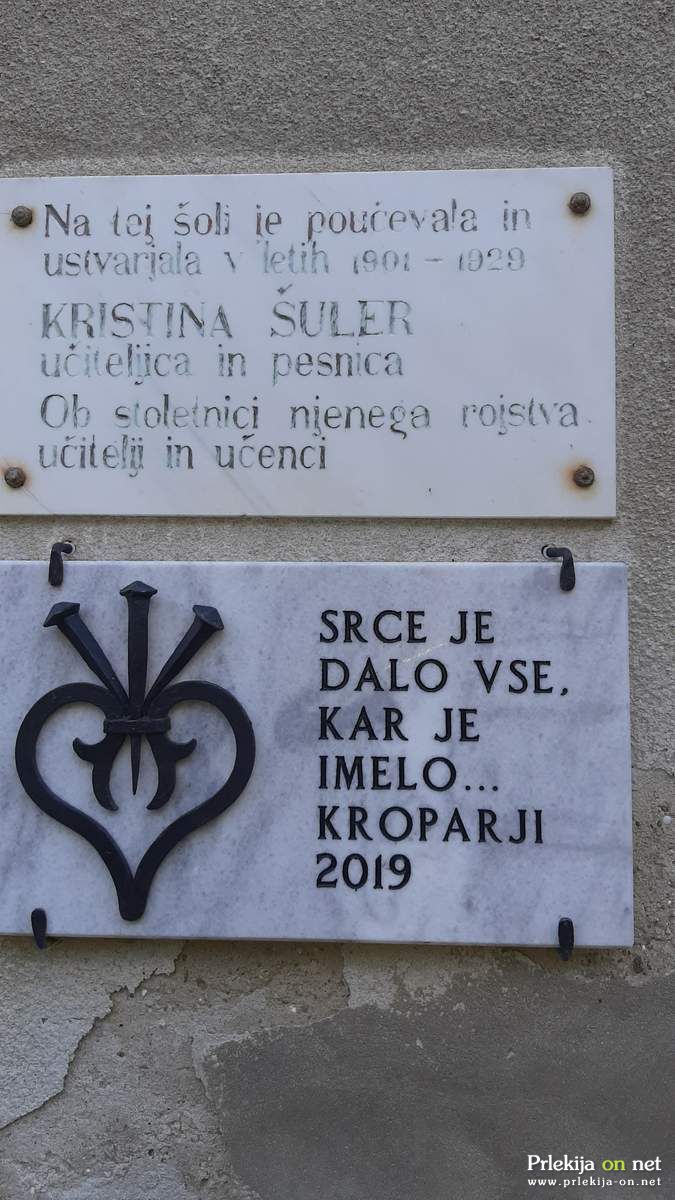 Na tej šoli je poučevala in
ustvarjala v letih 1901 - 1929
KRISTINA ŠULER
učiteljica in pesnica
Ob stoletnici njenega rojstva
učitelji in učenci
SRCE JE
DALO VSE,
KAR JE
IMELO...
KROPARJI
2019
Prlekija on net
www.prlekija-on.net